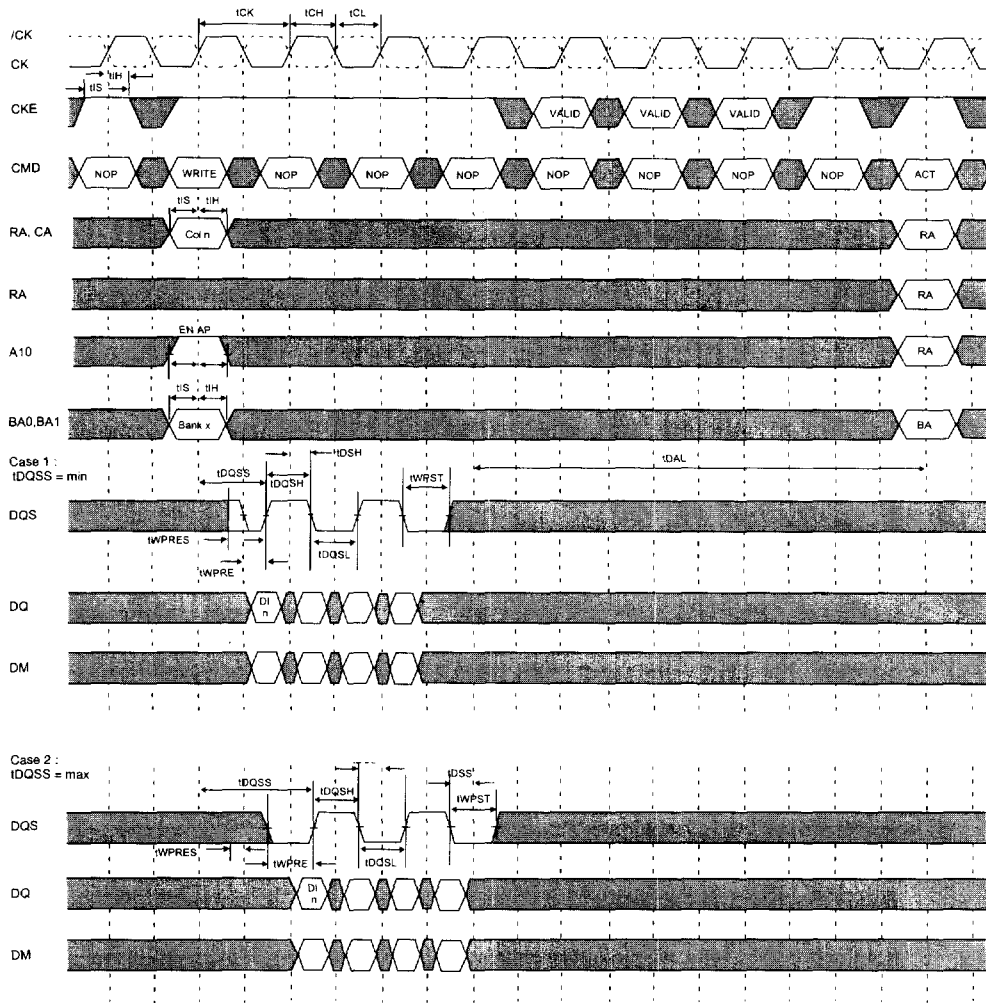 tCK tCH tCL
/CK
CK
tIH
tIS
CKE VALID VALID VALID
CMD NOP WRITE NOP NOP NOP NOP NOP NOP NOP ACT
tIS tIH
RA, CA Col n RA
RA RA
EN AP
A10 RA
tIS tIH
BA0,BA1 Bank x BA
Case 1 :
tDQSS = min
tDSH
tDAL
tDQSS tDQSH tWPST
DQS
tWPRES tDQSL
tWPRE
DQ DI
n
DM
Case 2 :
tDQSS = max
tDQSS tDQSH tDSS tWPST
DQS
tWPRES tWPRE tDQSL
DQ DI
n
DM